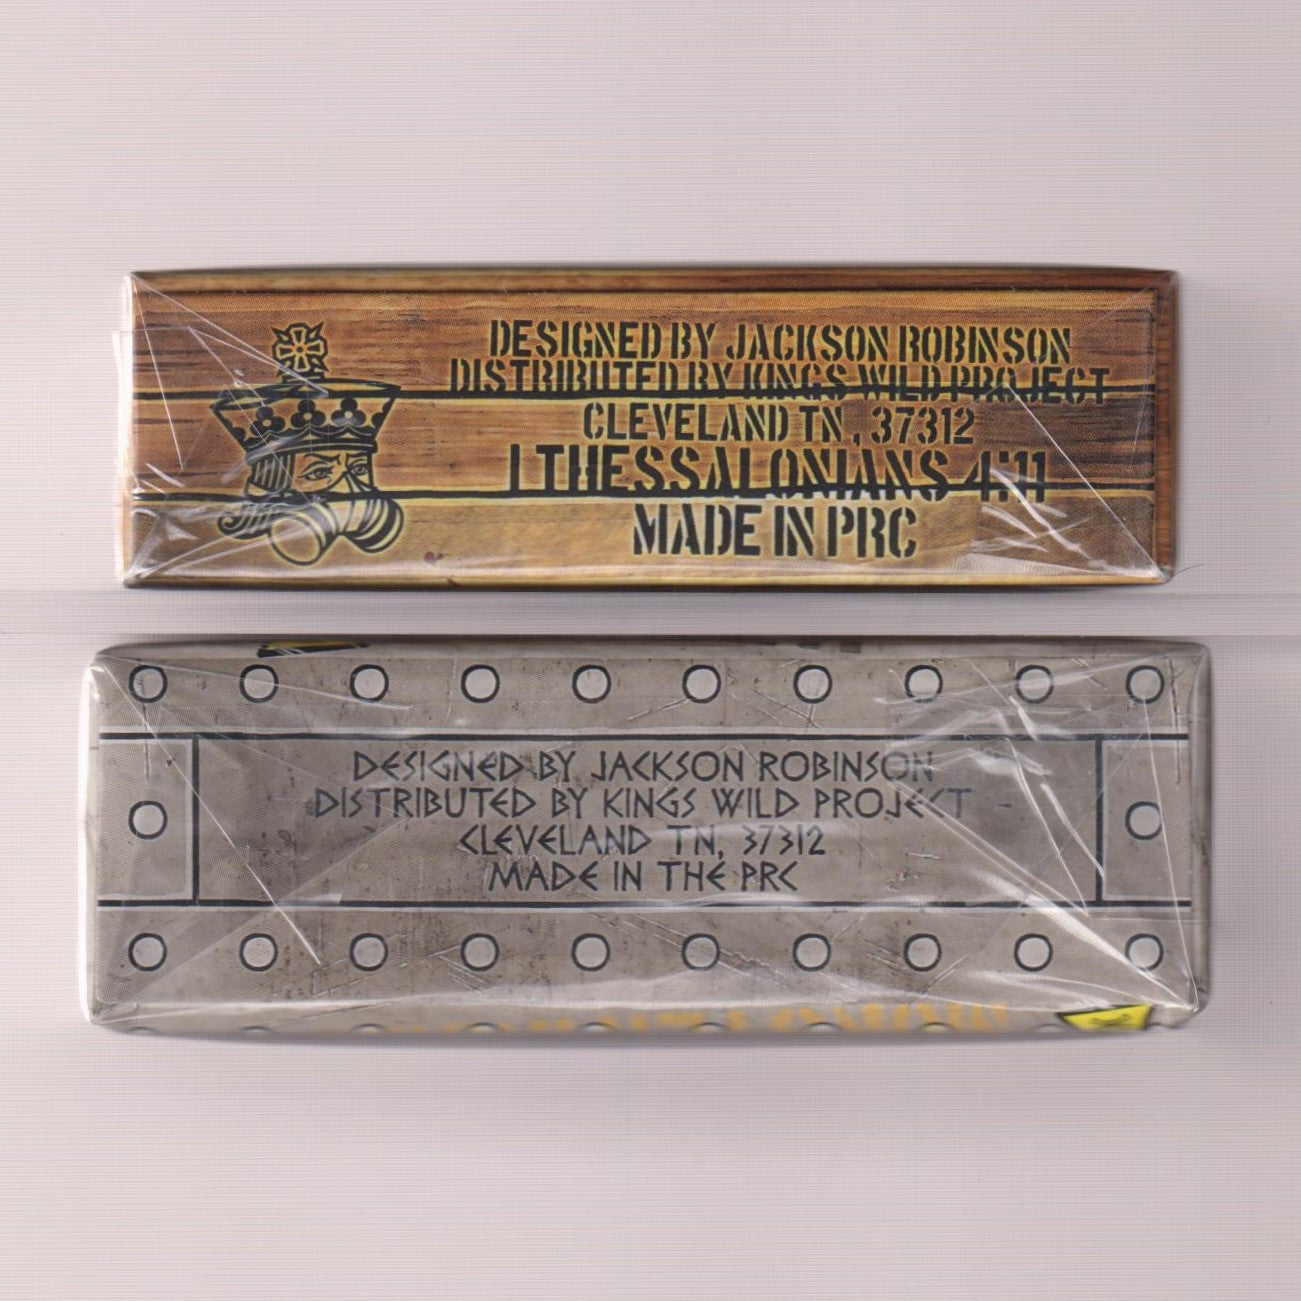 DESIGNED BY JACKSON ROBINSON
DISTRIBUTED BY KINGS WILD PROJECT
CLEVELAND TN, 37312
1 THESSALONIANS 4:11
MADE IN PRC
DESIGNED BY JACKSON ROBINSON
DISTRIBUTED BY KINGS WILD PROJECT
CLEVELAND TN, 37312
MADE IN THE PRC